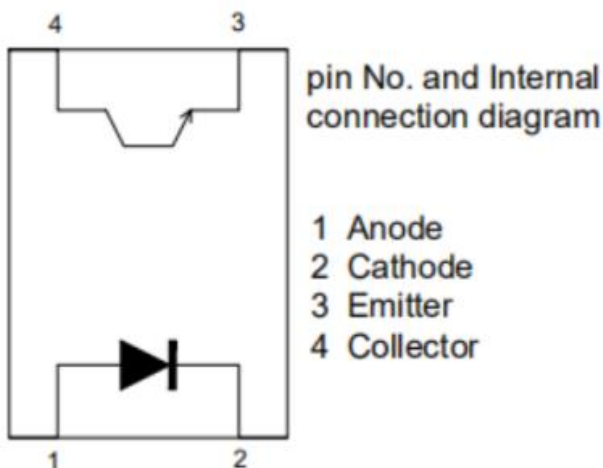 4 3
pin No. and Internal
connection diagram
1 Anode
2 Cathode
3 Emitter
4 Collector
1 2